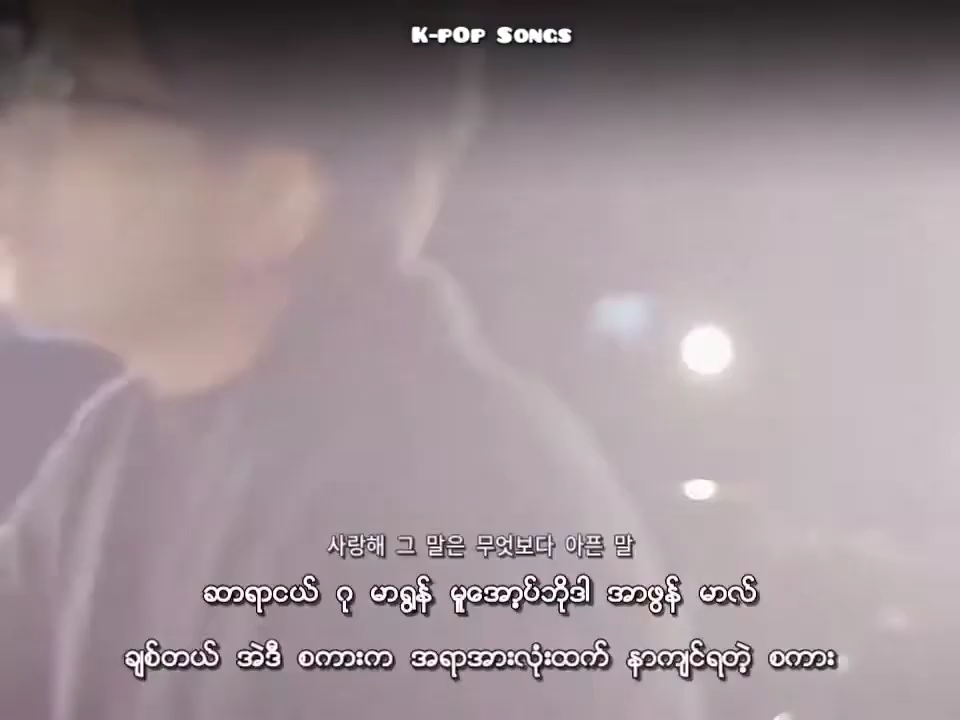 K-POP SONGS
사랑해 그 말은 무엇보다 아픈 말
ဆာရာငယ် ဂု မာရွန် မူအော့ပ်ဘိုဒါ အာဖွန် မာလ်
ချစ်တယ် အဲဒီ စကားက အရာအားလုံးထက် နာကျင်ရတဲ့ စကား